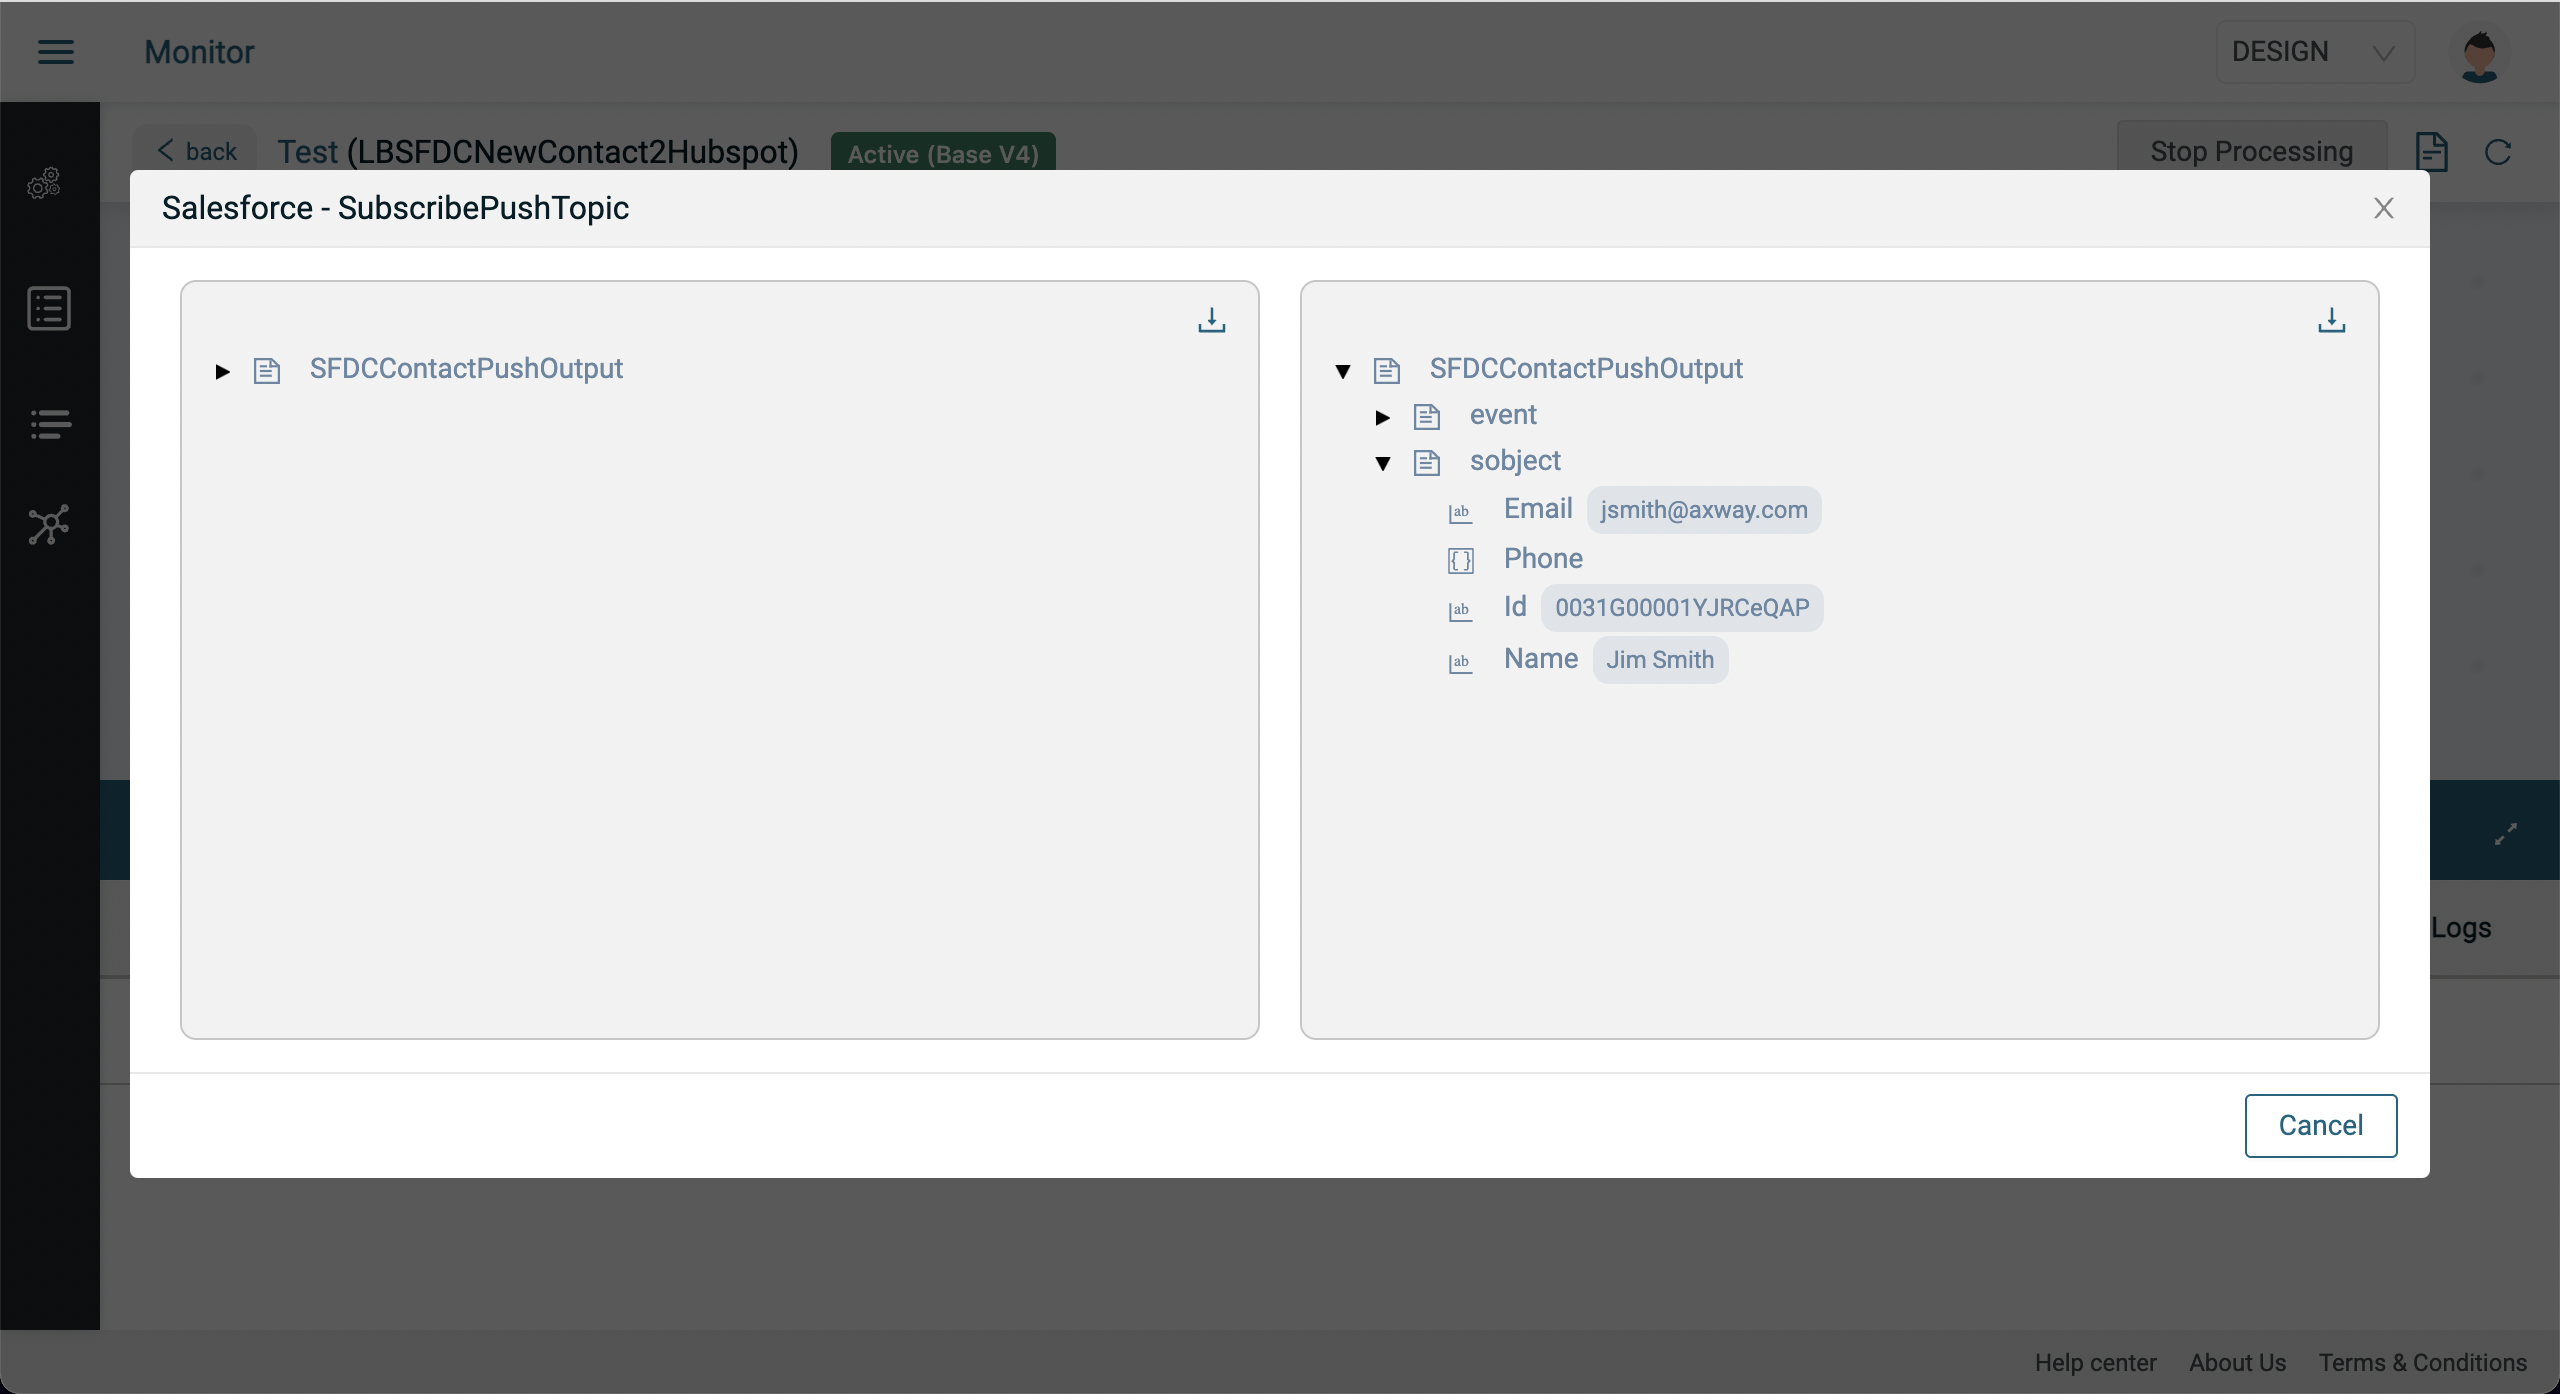 Monitor
DESIGN
back
Test (LBSFDCNewContact2Hubspot)
Active (Base V4)
Stop Processing
Salesforce - SubscribePushTopic
SFDCContactPushOutput
SFDCContactPushOutput
event
sobject
Email jsmith@axway.com
Phone
Id 0031G00001YJRCeQAP
Name Jim Smith
Logs
Cancel
Help center About Us Terms & Conditions